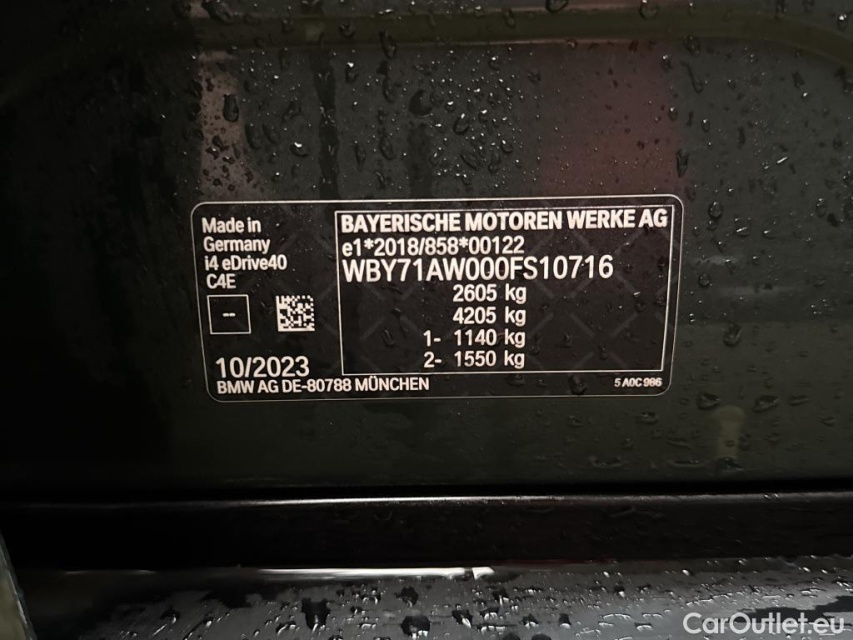 Made in
Germany
i4 eDrive40
C4E
--
10/2023
BAYERISCHE MOTOREN WERKE AG
e1*2018/858*00122
WBY71AW000FS10716
2605 kg
4205 kg
1- 1140 kg
2- 1550 kg
BMW AG DE-80788 MÜNCHEN
5 A0C 986
CarOutlet.eu